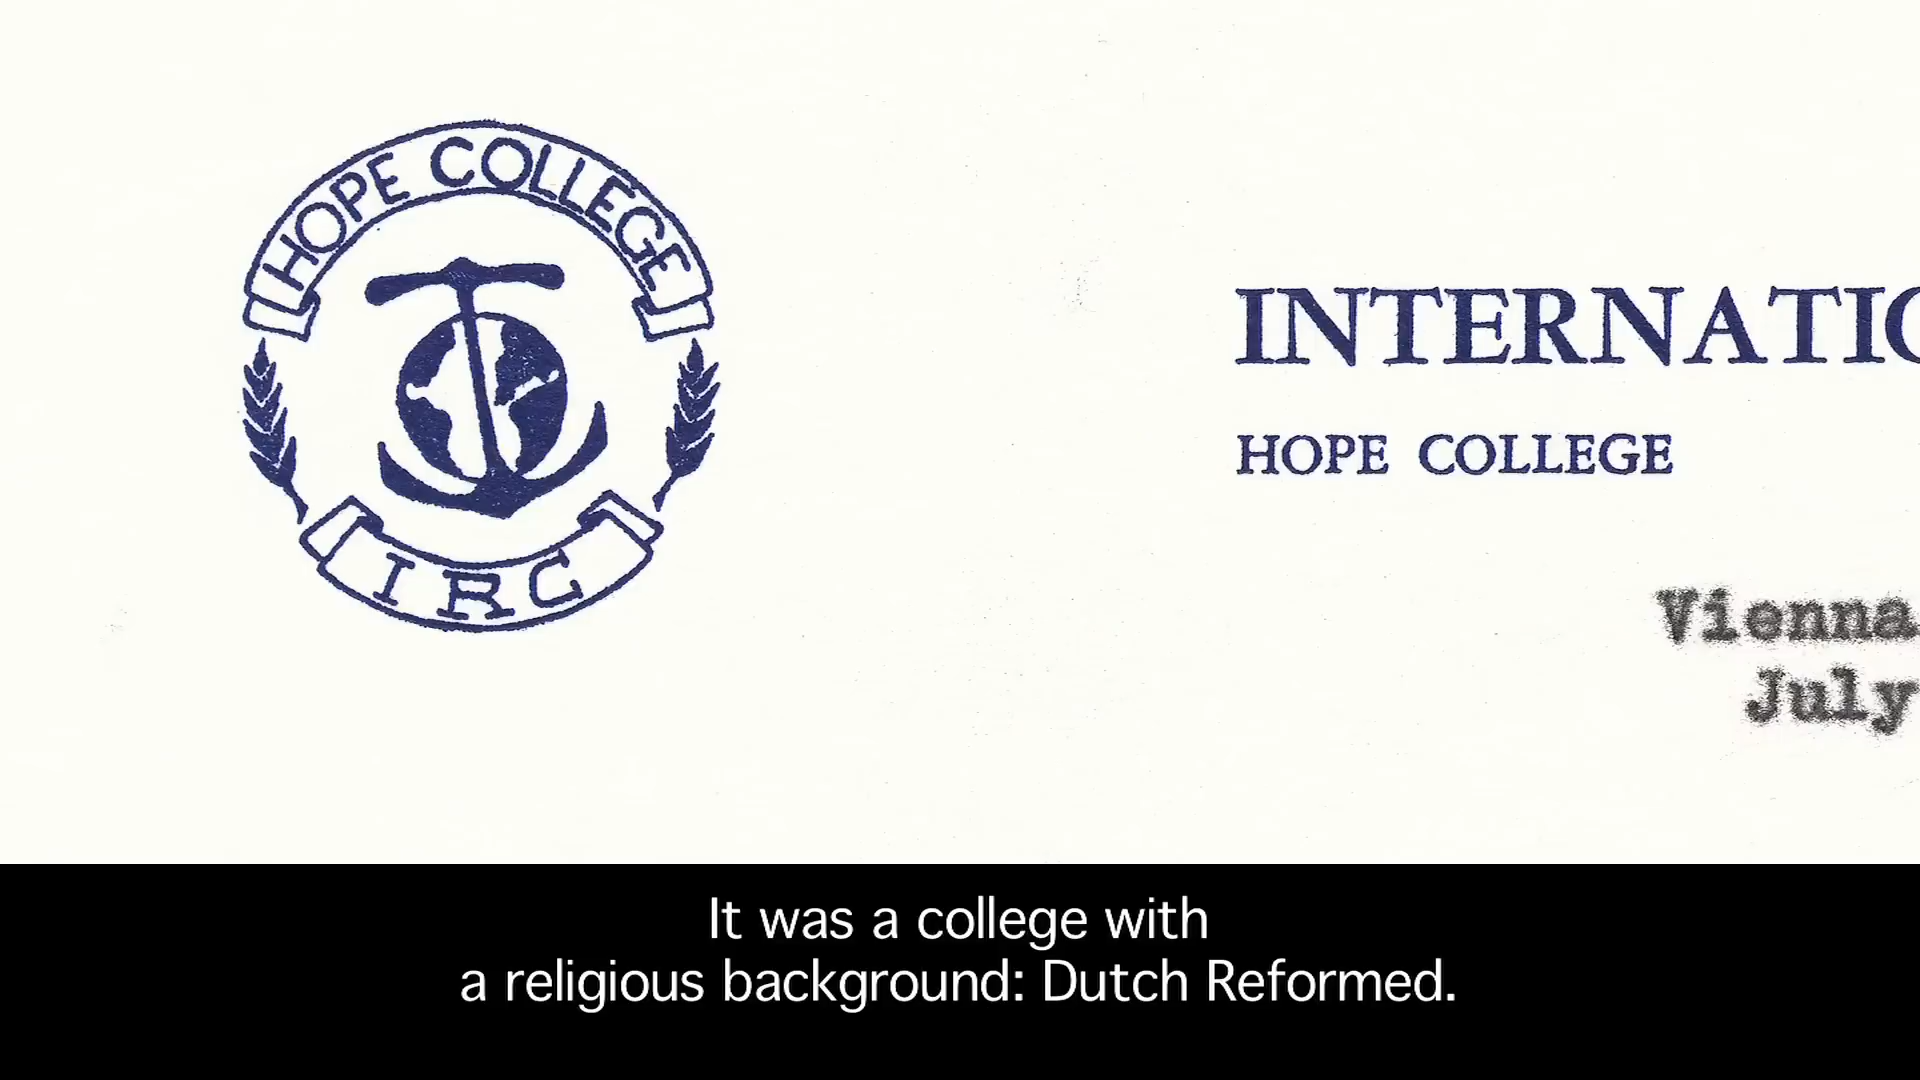 HOPE COLLEGE
IRC
INTERNATIO
HOPE COLLEGE
Vienna
July
It was a college with
a religious background: Dutch Reformed.